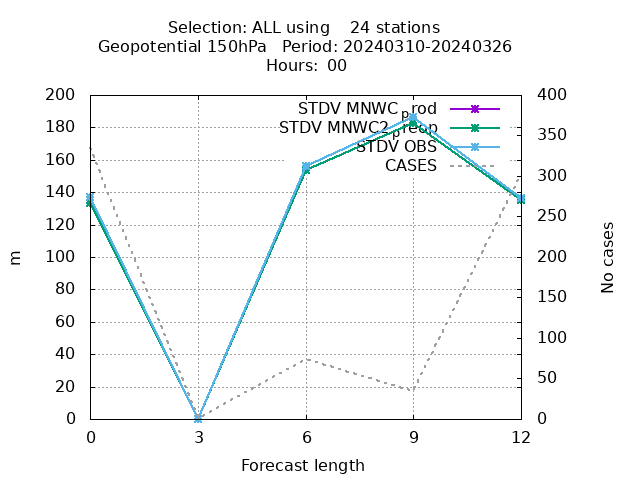 Selection: ALL using 24 stations
Geopotential 150hPa Period: 20240310-20240326
Hours: 00
200 400
STDV MNWC_prod
180 350
STDV MNWC2_preop
STDV OBS
160 300
CASES
140 250
120
100 200
80 150
60 100
40 50
20
0 0
m
No cases
0 3 6 9 12
Forecast length